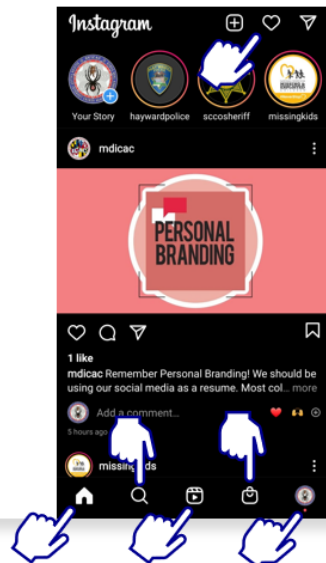 Instagram
Your Story haywardpolice sccosheriff missingkids
mdicac
PERSONAL
BRANDING
1 like
mdicac Remember Personal Branding! We should be
using our social media as a resume. Most col... more
Add a comment...
5 hours ago